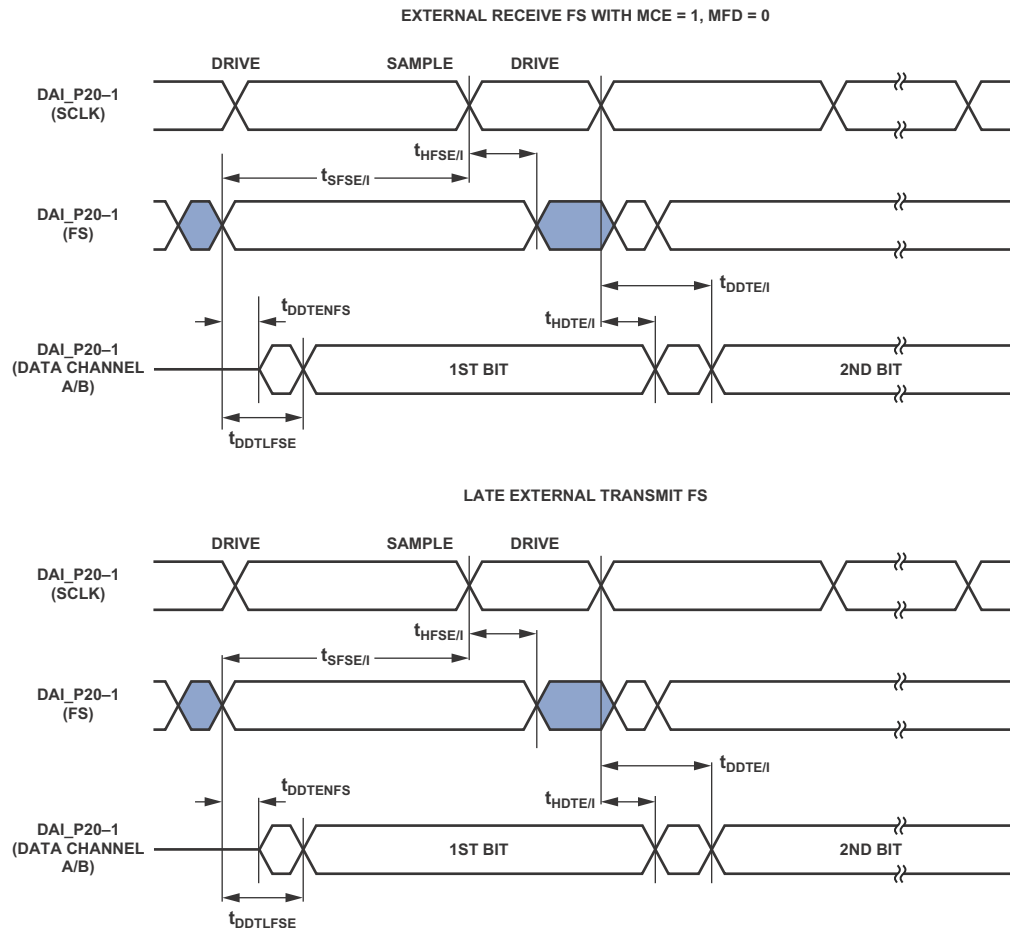 EXTERNAL RECEIVE FS WITH MCE = 1, MFD = 0
DRIVE SAMPLE DRIVE
DAI_P20–1
(SCLK)
tHFSE/I
tSFSE/I
DAI_P20–1
(FS)
tDDTE/I
tDDTENFS
tHDTE/I
DAI_P20–1
(DATA CHANNEL
A/B)
1ST BIT 2ND BIT
tDDTLFSE
LATE EXTERNAL TRANSMIT FS
DRIVE SAMPLE DRIVE
DAI_P20–1
(SCLK)
tHFSE/I
tSFSE/I
DAI_P20–1
(FS)
tDDTE/I
tDDTENFS
tHDTE/I
DAI_P20–1
(DATA CHANNEL
A/B)
1ST BIT 2ND BIT
tDDTLFSE